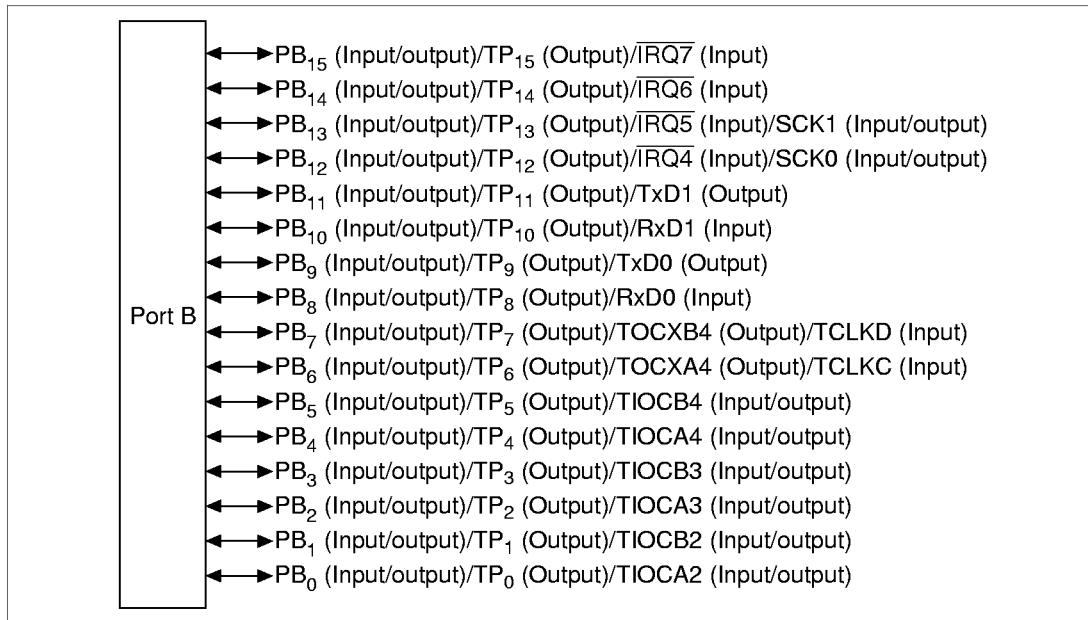 PB15 (Input/output)/TP15 (Output)/I̅R̅Q̅7̅ (Input)
PB14 (Input/output)/TP14 (Output)/I̅R̅Q̅6̅ (Input)
PB13 (Input/output)/TP13 (Output)/I̅R̅Q̅5̅ (Input)/SCK1 (Input/output)
PB12 (Input/output)/TP12 (Output)/I̅R̅Q̅4̅ (Input)/SCK0 (Input/output)
PB11 (Input/output)/TP11 (Output)/TxD1 (Output)
PB10 (Input/output)/TP10 (Output)/RxD1 (Input)
PB9 (Input/output)/TP9 (Output)/TxD0 (Output)
PB8 (Input/output)/TP8 (Output)/RxD0 (Input)
Port B
PB7 (Input/output)/TP7 (Output)/TOCXB4 (Output)/TCLKD (Input)
PB6 (Input/output)/TP6 (Output)/TOCXA4 (Output)/TCLKC (Input)
PB5 (Input/output)/TP5 (Output)/TIOCB4 (Input/output)
PB4 (Input/output)/TP4 (Output)/TIOCA4 (Input/output)
PB3 (Input/output)/TP3 (Output)/TIOCB3 (Input/output)
PB2 (Input/output)/TP2 (Output)/TIOCA3 (Input/output)
PB1 (Input/output)/TP1 (Output)/TIOCB2 (Input/output)
PB0 (Input/output)/TP0 (Output)/TIOCA2 (Input/output)